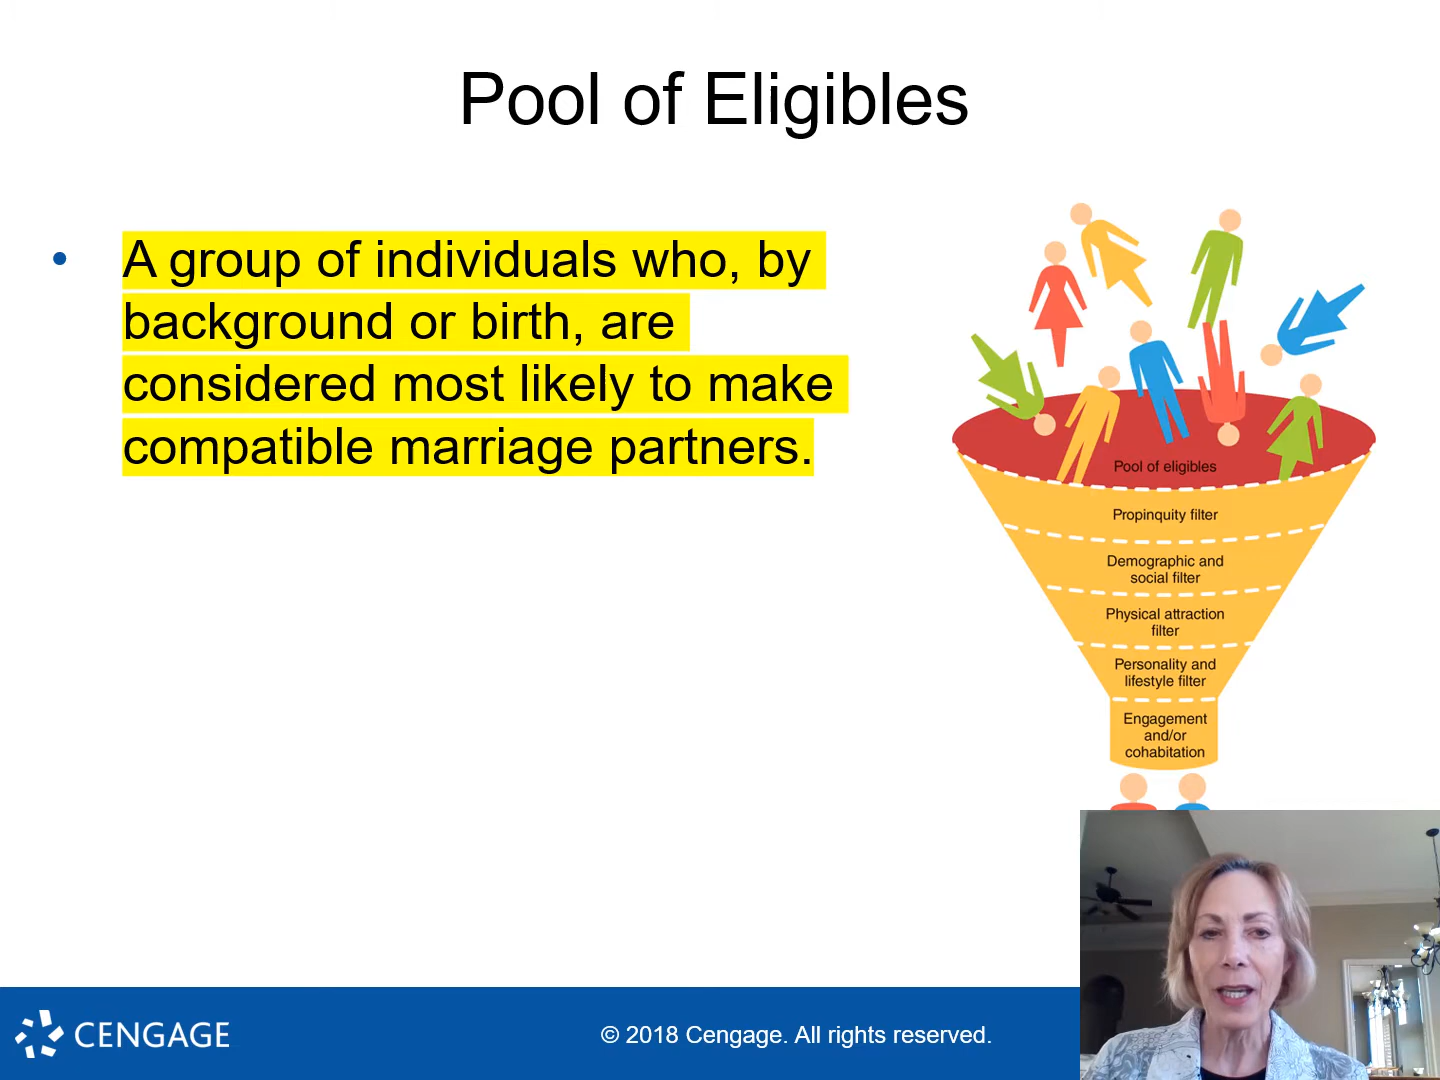 Pool of Eligibles
• A group of individuals who, by
background or birth, are
considered most likely to make
compatible marriage partners.
Pool of eligibles
Propinquity filter
Demographic and
social filter
Physical attraction
filter
Personality and
lifestyle filter
Engagement
and/or
cohabitation
CENGAGE
© 2018 Cengage. All rights reserved.